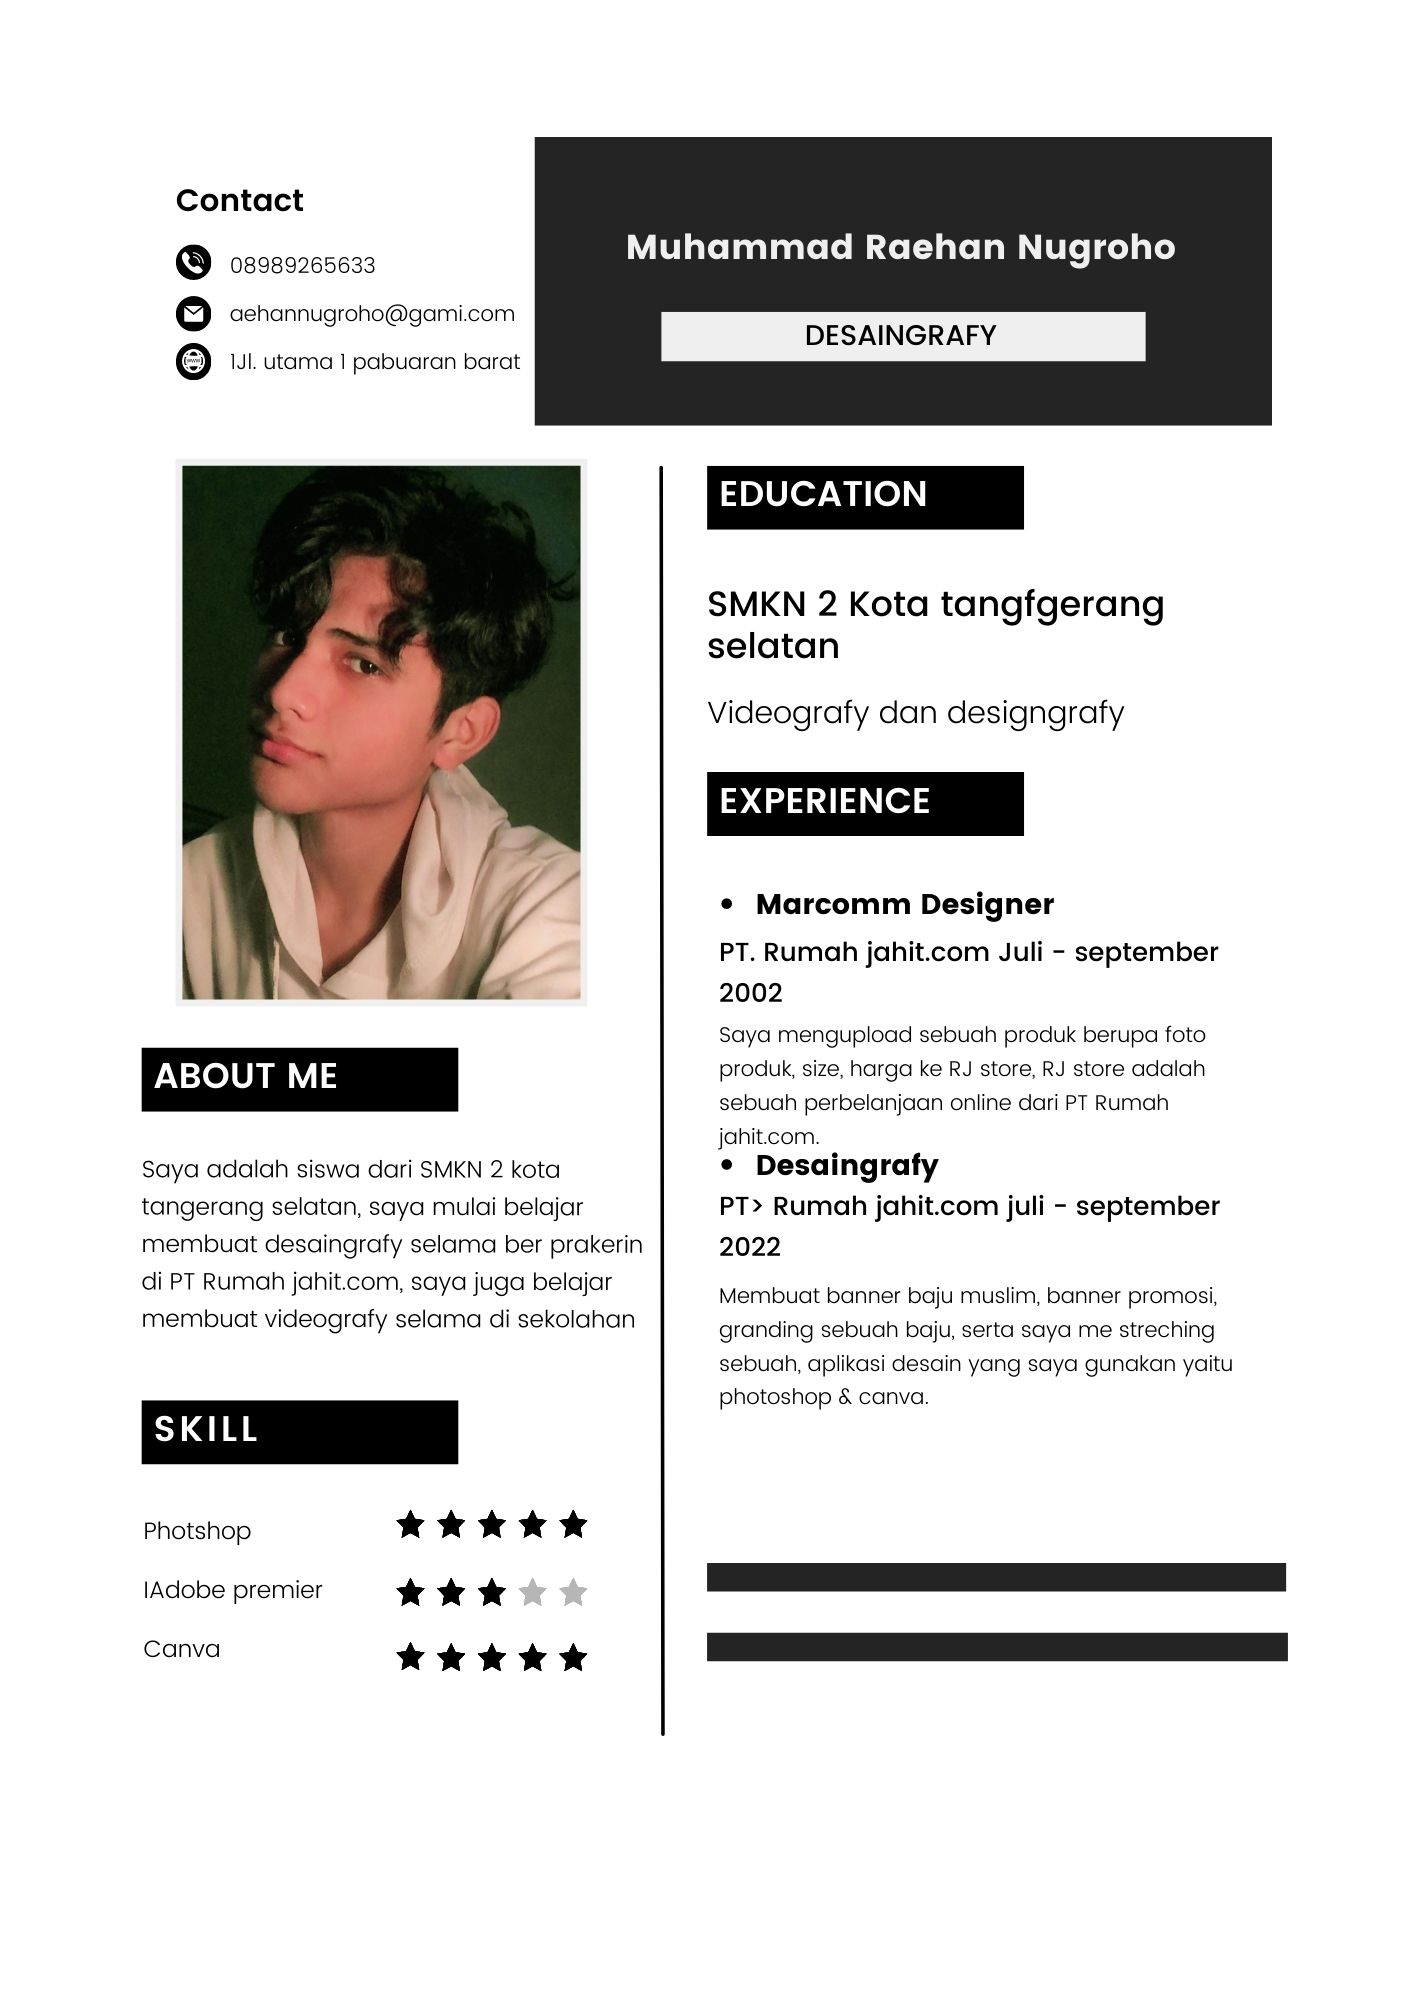 Contact
08989265633
aehannugroho@gami.com
1Jl. utama 1 pabuaran barat
Muhammad Raehan Nugroho
DESAINGRAFY
ABOUT ME
Saya adalah siswa dari SMKN 2 kota
tangerang selatan, saya mulai belajar
membuat desaingrafy selama ber prakerin
di PT Rumah jahit.com, saya juga belajar
membuat videografy selama di sekolahan
SKILL
Photshop
IAdobe premier
Canva
EDUCATION
SMKN 2 Kota tangfgerang
selatan
Videografy dan designgrafy
EXPERIENCE
• Marcomm Designer
PT. Rumah jahit.com Juli - september
2002
Saya mengupload sebuah produk berupa foto
produk, size, harga ke RJ store, RJ store adalah
sebuah perbelanjaan online dari PT Rumah
jahit.com.
• Desaingrafy
PT> Rumah jahit.com juli - september
2022
Membuat banner baju muslim, banner promosi,
granding sebuah baju, serta saya me streching
sebuah, aplikasi desain yang saya gunakan yaitu
photoshop & canva.